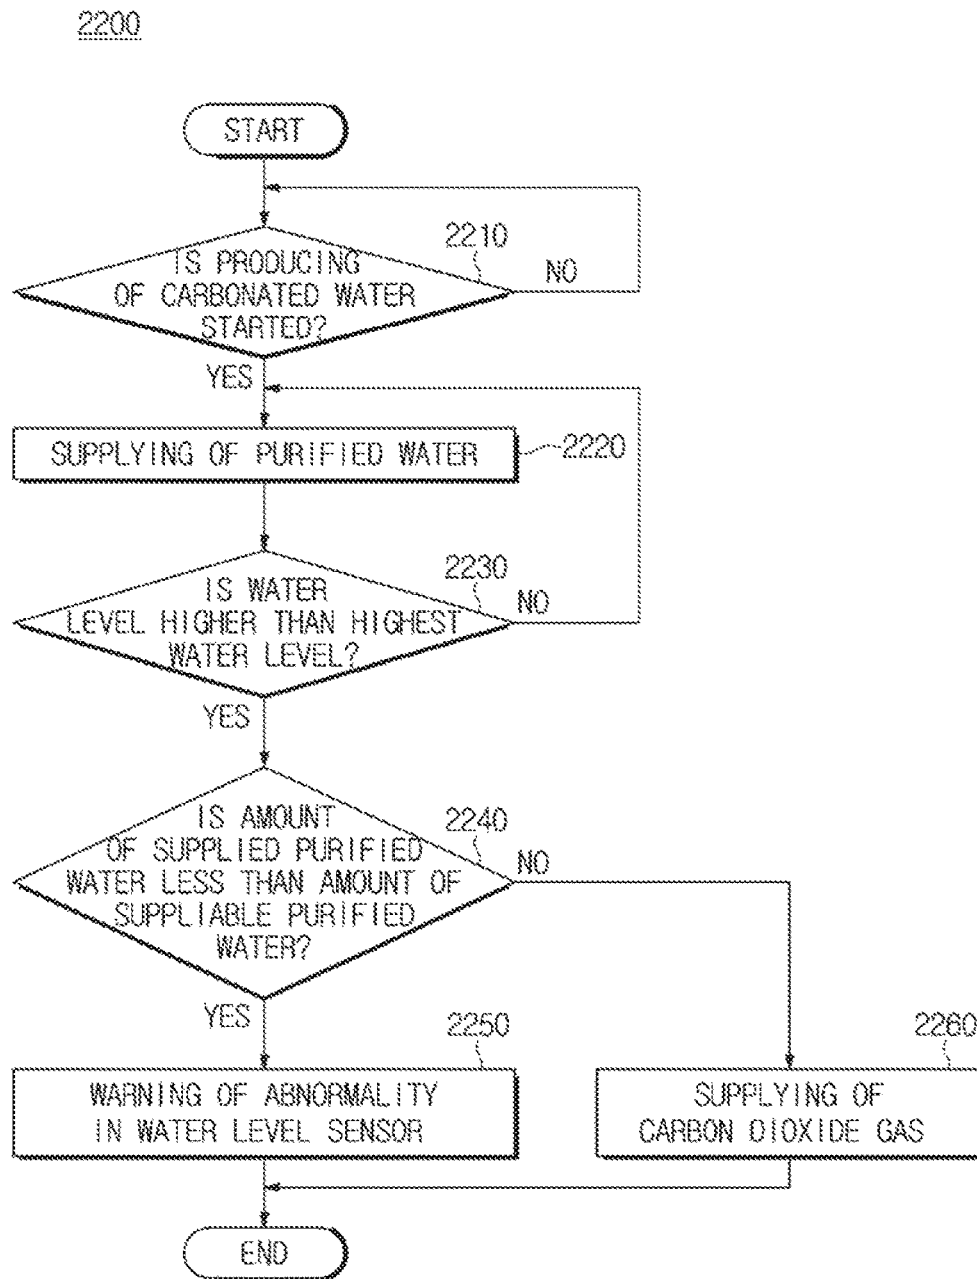 2200
START
2210
IS PRODUCING
OF CARBONATED WATER
STARTED?
NO
YES
SUPPLYING OF PURIFIED WATER
2220
2230
IS WATER
LEVEL HIGHER THAN HIGHEST
WATER LEVEL?
NO
YES
2240
IS AMOUNT
OF SUPPLIED PURIFIED
WATER LESS THAN AMOUNT OF
SUPPLIABLE PURIFIED
WATER?
NO
YES
2250
WARNING OF ABNORMALITY
IN WATER LEVEL SENSOR
2260
SUPPLYING OF
CARBON DIOXIDE GAS
END